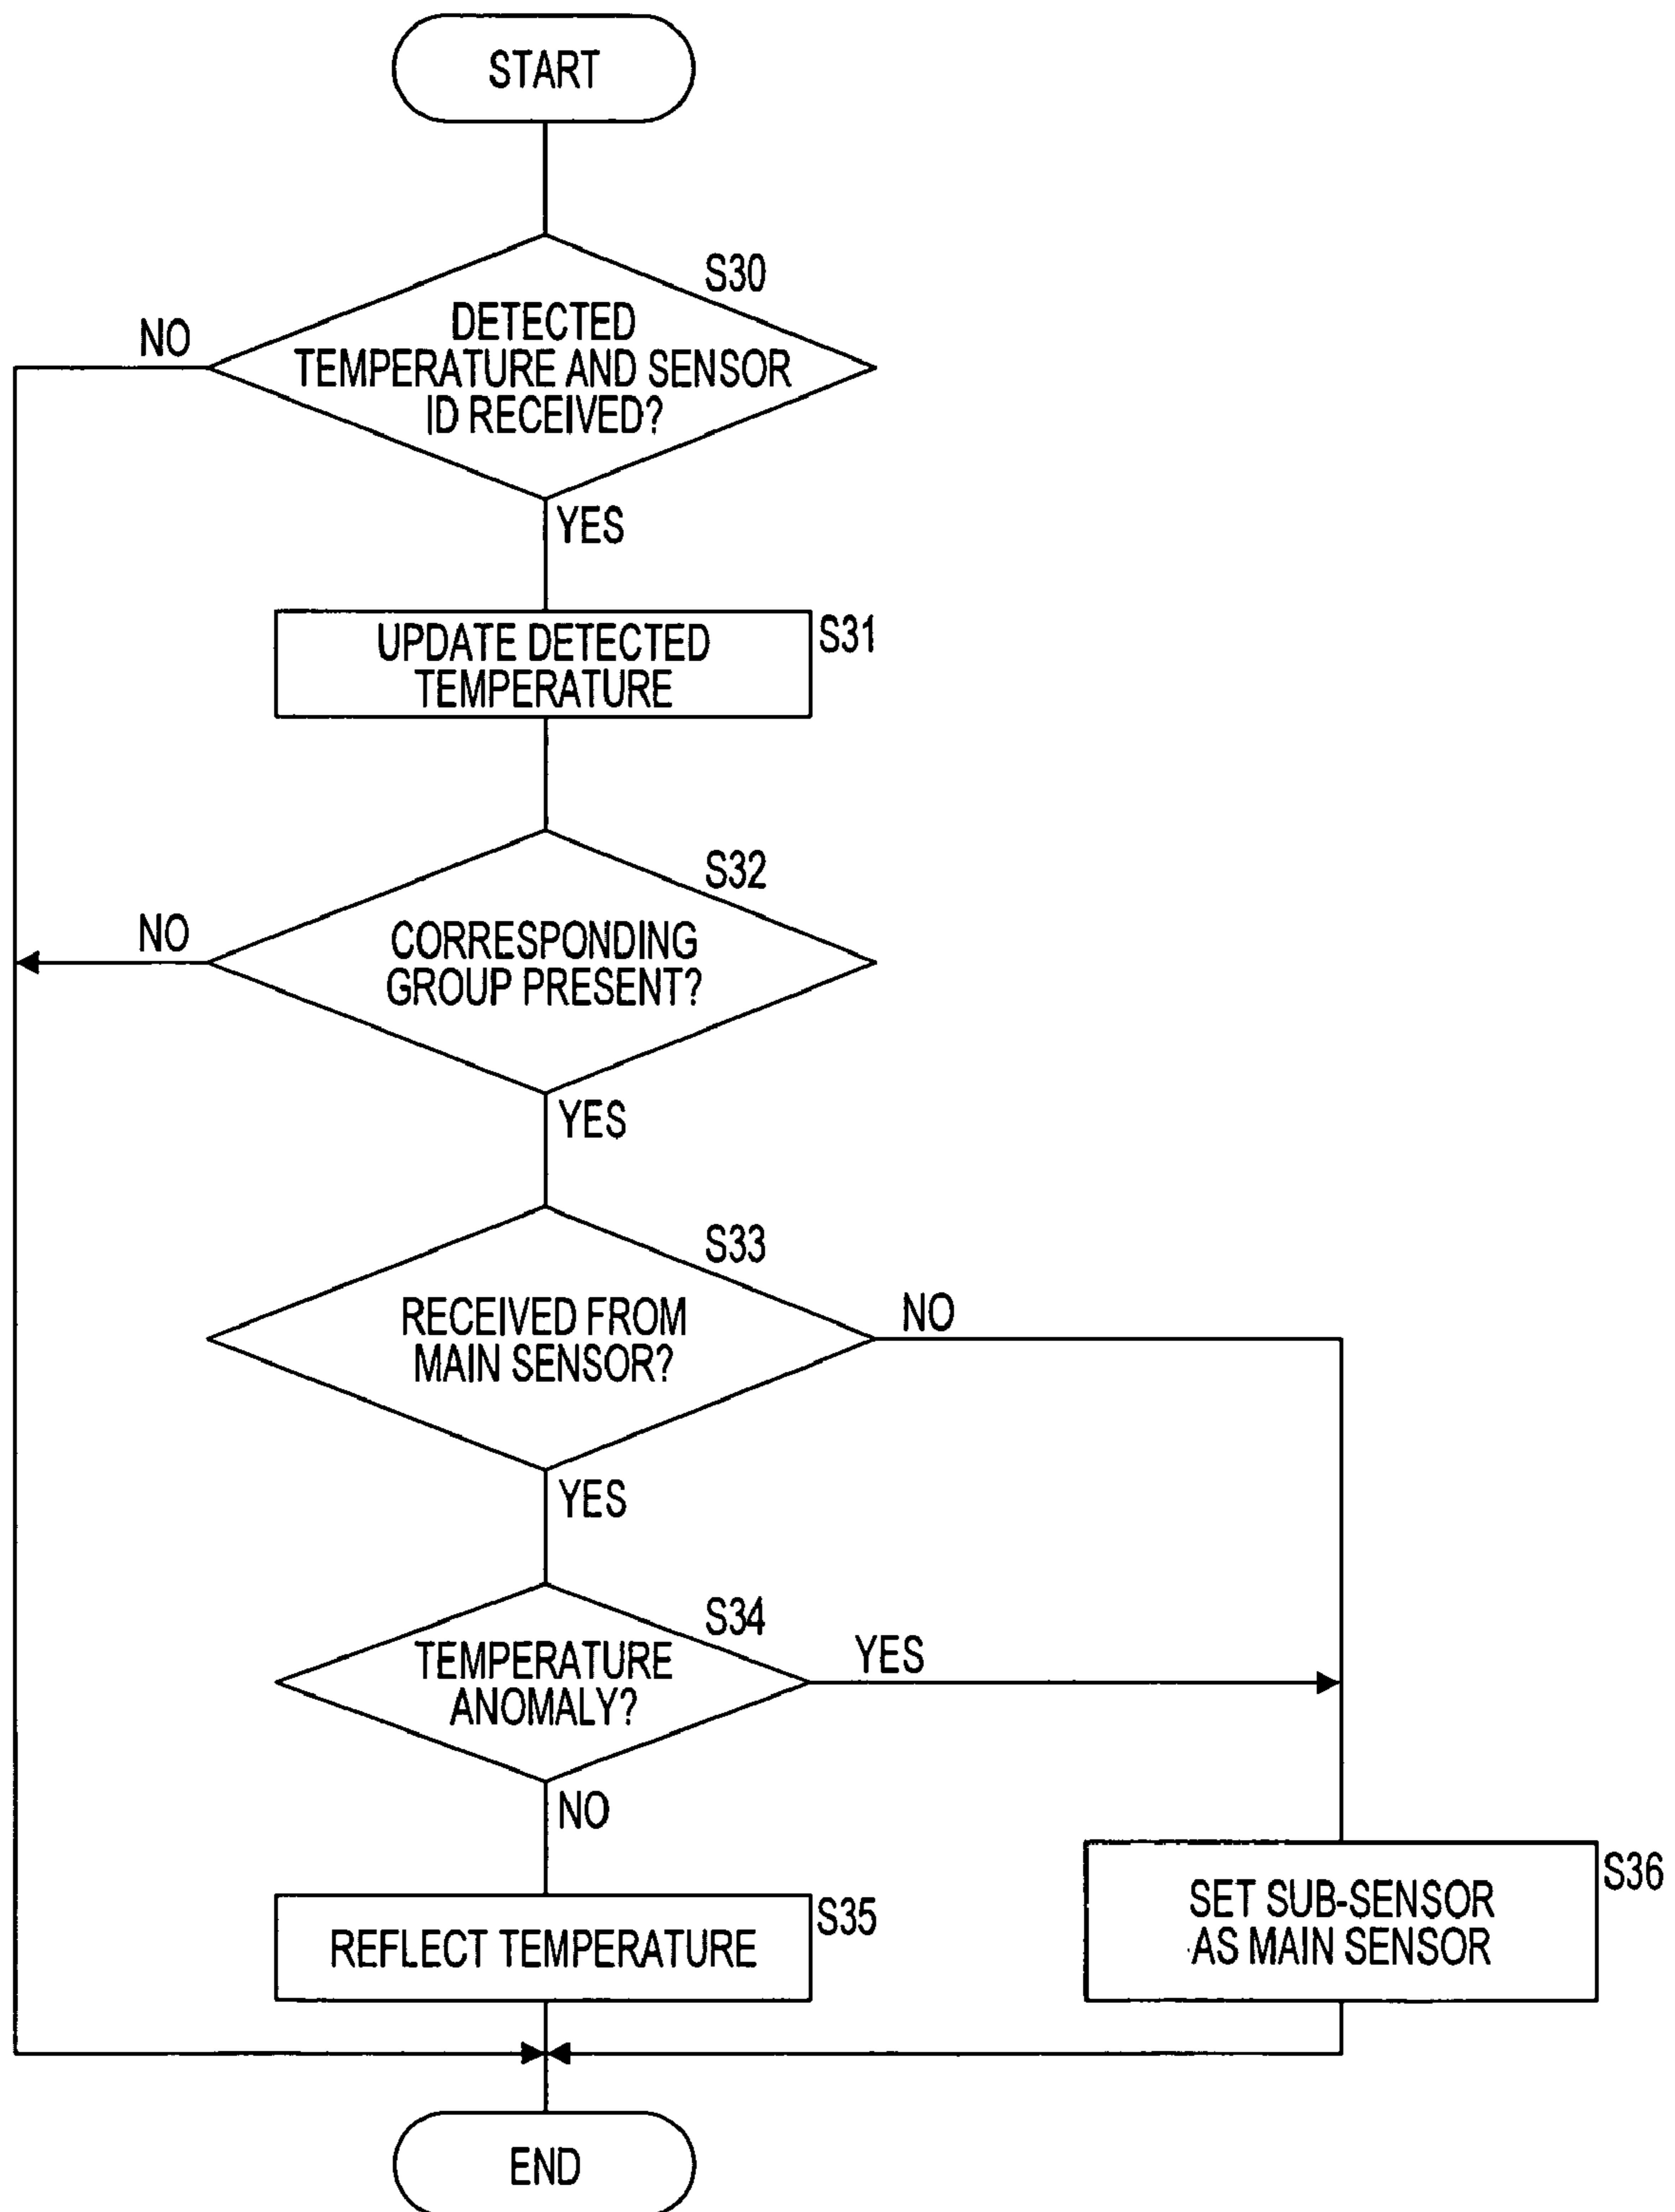 START
S30
DETECTED
TEMPERATURE AND SENSOR
ID RECEIVED?
NO
YES
UPDATE DETECTED
TEMPERATURE
S31
S32
CORRESPONDING
GROUP PRESENT?
NO
YES
S33
RECEIVED FROM
MAIN SENSOR?
NO
YES
S34
TEMPERATURE
ANOMALY?
YES
NO
REFLECT TEMPERATURE
S35
SET SUB-SENSOR
AS MAIN SENSOR
S36
END